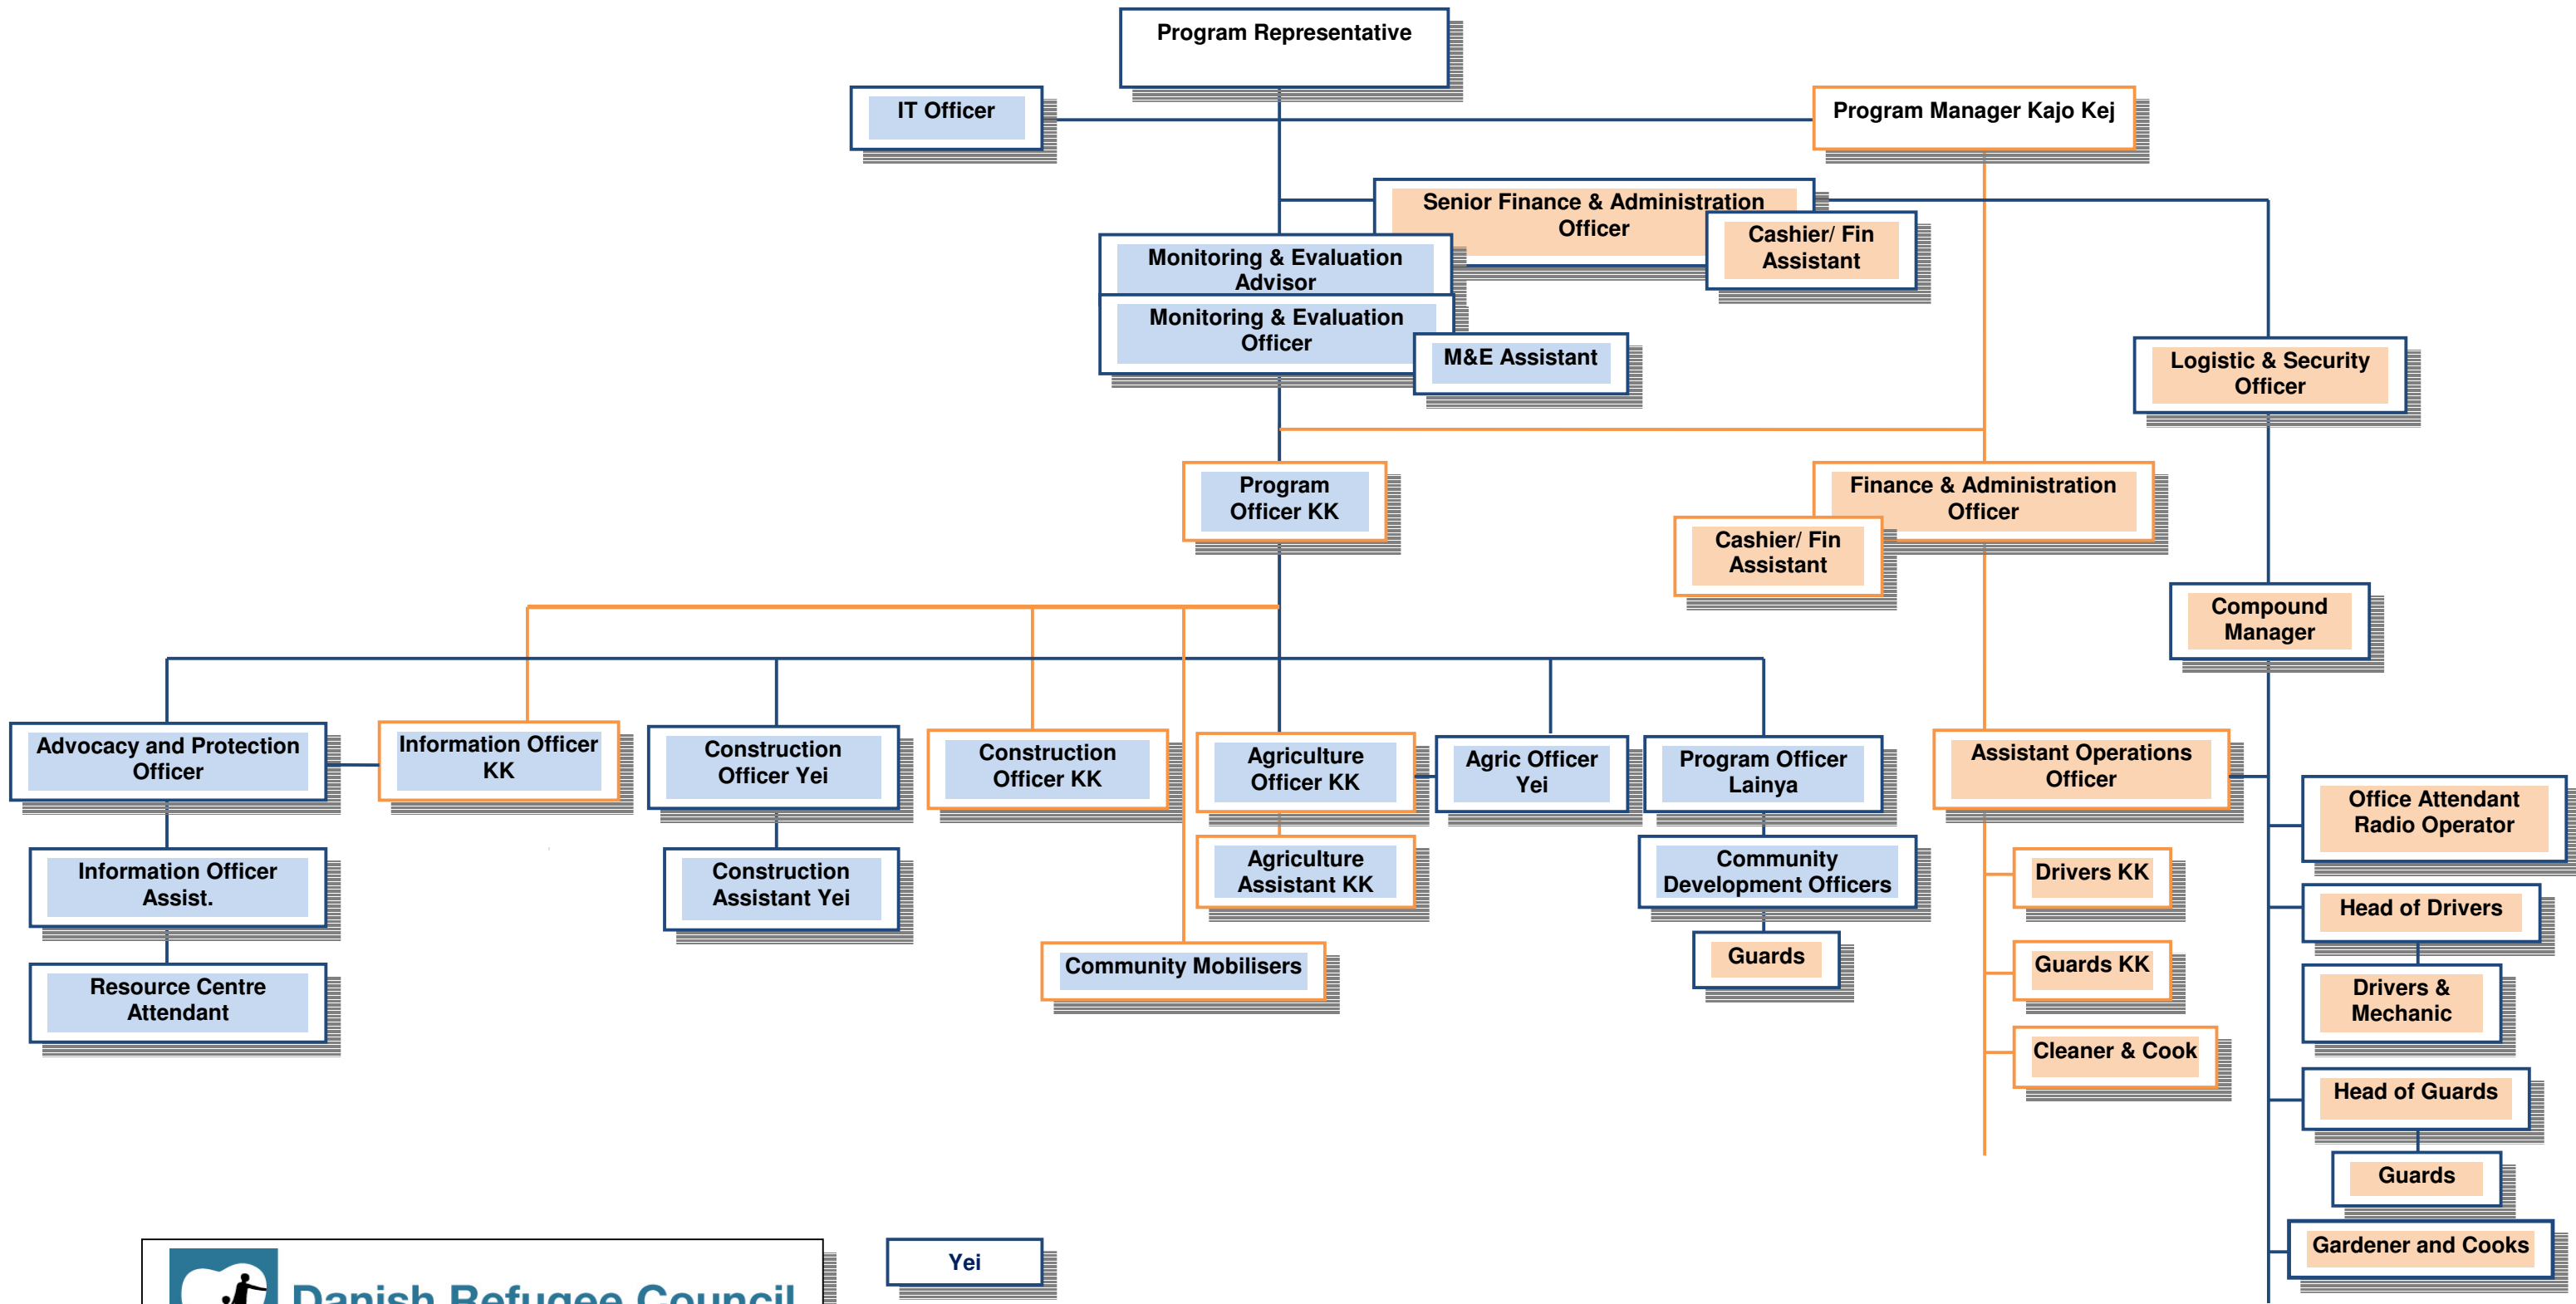 Program Representative
IT Officer
Program Manager Kajo Kej
Senior Finance & Administration
Officer
Cashier/ Fin
Assistant
Monitoring & Evaluation
Advisor
Monitoring & Evaluation
Officer
M&E Assistant
Logistic & Security
Officer
Program
Officer KK
Finance & Administration
Officer
Cashier/ Fin
Assistant
Compound
Manager
Advocacy and Protection
Officer
Information Officer
KK
Construction
Officer Yei
Construction
Officer KK
Agriculture
Officer KK
Agric Officer
Yei
Program Officer
Lainya
Assistant Operations
Officer
Office Attendant
Radio Operator
Information Officer
Assist.
Construction
Assistant Yei
Agriculture
Assistant KK
Community
Development Officers
Drivers KK
Head of Drivers
Resource Centre
Attendant
Community Mobilisers
Guards
Guards KK
Drivers &
Mechanic
Cleaner & Cook
Head of Guards
Guards
Gardener and Cooks
Danish Refugee Council
Yei